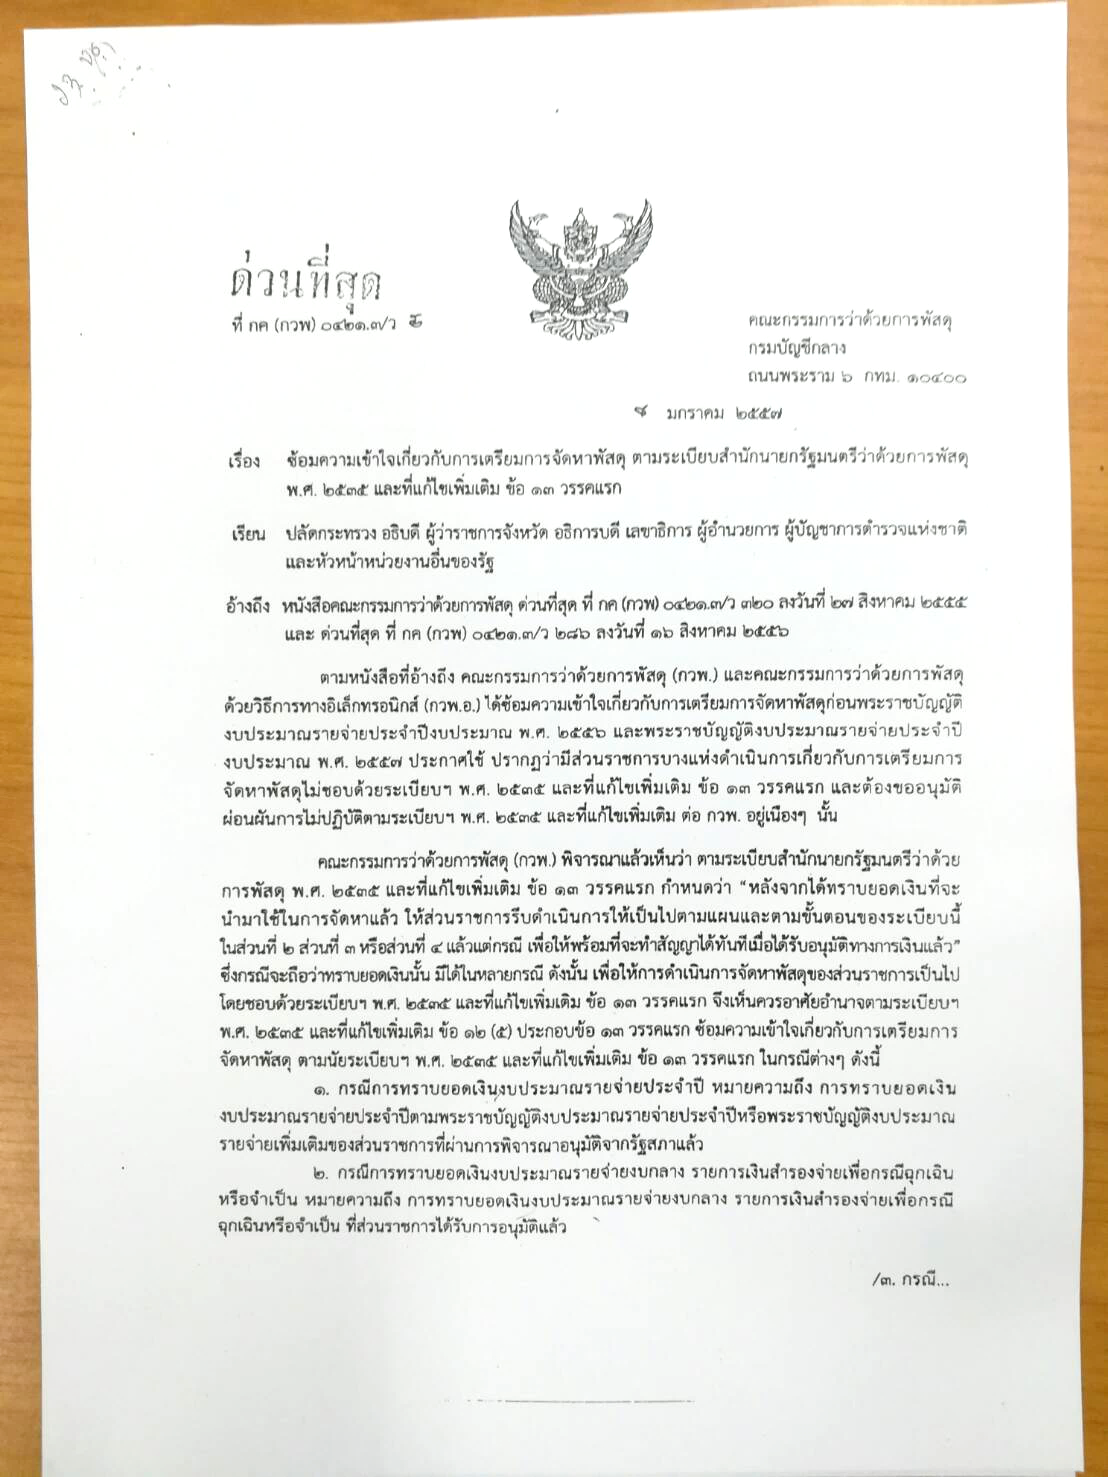 ด่วนที่สุด
ที่ กค (กวพ) ๐๔๒๑.๓/ว
คณะกรรมการว่าด้วยการพัสดุ
กรมบัญชีกลาง
ถนนพระราม ๖ กทม. ๑๐๔๐๐
มกราคม ๒๕๕๗
เรื่อง ซ้อมความเข้าใจเกี่ยวกับการเตรียมการจัดหาพัสดุ ตามระเบียบสำนักนายกรัฐมนตรีว่าด้วยการพัสดุ
พ.ศ. ๒๕๓๕ และที่แก้ไขเพิ่มเติม ข้อ ๑๓ วรรคแรก
เรียน ปลัดกระทรวง อธิบดี ผู้ว่าราชการจังหวัด อธิการบดี เลขาธิการ ผู้อำนวยการ ผู้บัญชาการตำรวจแห่งชาติ
และหัวหน้าหน่วยงานอื่นของรัฐ
อ้างถึง หนังสือคณะกรรมการว่าด้วยการพัสดุ ด่วนที่สุด ที่ กค (กวพ) ๐๔๒๑.๓/ว ๓๒๐ ลงวันที่ ๒๗ สิงหาคม ๒๕๕๕
และ ด่วนที่สุด ที่ กค (กวพ) ๐๔๒๑.๓/ว ๒๘๖ ลงวันที่ ๑๖ สิงหาคม ๒๕๕๖
ตามหนังสือที่อ้างถึง คณะกรรมการว่าด้วยการพัสดุ (กวพ.) และคณะกรรมการว่าด้วยการพัสดุ
ด้วยวิธีการทางอิเล็กทรอนิกส์ (กวพ.อ.) ได้ซ้อมความเข้าใจเกี่ยวกับการเตรียมการจัดหาพัสดุก่อนพระราชบัญญัติ
งบประมาณรายจ่ายประจำปีงบประมาณ พ.ศ. ๒๕๕๖ และพระราชบัญญัติงบประมาณรายจ่ายประจำปี
งบประมาณ พ.ศ. ๒๕๕๗ ประกาศใช้ ปรากฏว่ามีส่วนราชการบางแห่งดำเนินการเกี่ยวกับการเตรียมการ
จัดหาพัสดุไม่ชอบด้วยระเบียบฯ พ.ศ. ๒๕๓๕ และที่แก้ไขเพิ่มเติม ข้อ ๑๓ วรรคแรก และต้องขออนุมัติ
ผ่อนผันการไม่ปฏิบัติตามระเบียบฯ พ.ศ. ๒๕๓๕ และที่แก้ไขเพิ่มเติม ต่อ กวพ. อยู่เนืองๆ นั้น
คณะกรรมการว่าด้วยการพัสดุ (กวพ.) พิจารณาแล้วเห็นว่า ตามระเบียบสำนักนายกรัฐมนตรีว่าด้วย
การพัสดุ พ.ศ. ๒๕๓๕ และที่แก้ไขเพิ่มเติม ข้อ ๑๓ วรรคแรก กำหนดว่า "หลังจากได้ทราบยอดเงินที่จะ
นำมาใช้ในการจัดหาแล้ว ให้ส่วนราชการรีบดำเนินการให้เป็นไปตามแผนและตามขั้นตอนของระเบียบนี้
ในส่วนที่ ๒ ส่วนที่ ๓ หรือส่วนที่ ๔ แล้วแต่กรณี เพื่อให้พร้อมที่จะทำสัญญาได้ทันทีเมื่อได้รับอนุมัติทางการเงินแล้ว"
ซึ่งกรณีจะถือว่าทราบยอดเงินนั้น มีได้ในหลายกรณี ดังนั้น เพื่อให้การดำเนินการจัดหาพัสดุของส่วนราชการเป็นไป
โดยชอบด้วยระเบียบฯ พ.ศ. ๒๕๓๕ และที่แก้ไขเพิ่มเติม ข้อ ๑๓ วรรคแรก จึงเห็นควรอาศัยอำนาจตามระเบียบฯ
พ.ศ. ๒๕๓๕ และที่แก้ไขเพิ่มเติม ข้อ ๑๒ (๕) ประกอบข้อ ๑๓ วรรคแรก ซ้อมความเข้าใจเกี่ยวกับการเตรียมการ
จัดหาพัสดุ ตามนัยระเบียบฯ พ.ศ. ๒๕๓๕ และที่แก้ไขเพิ่มเติม ข้อ ๑๓ วรรคแรก ในกรณีต่างๆ ดังนี้
๑. กรณีการทราบยอดเงินงบประมาณรายจ่ายประจำปี หมายความถึง การทราบยอดเงิน
งบประมาณรายจ่ายประจำปีตามพระราชบัญญัติงบประมาณรายจ่ายประจำปีหรือพระราชบัญญัติงบประมาณ
รายจ่ายเพิ่มเติมของส่วนราชการที่ผ่านการพิจารณาอนุมัติจากรัฐสภาแล้ว
๒. กรณีการทราบยอดเงินงบประมาณรายจ่ายงบกลาง รายการเงินสำรองจ่ายเพื่อกรณีฉุกเฉิน
หรือจำเป็น หมายความถึง การทราบยอดเงินงบประมาณรายจ่ายงบกลาง รายการเงินสำรองจ่ายเพื่อกรณี
ฉุกเฉินหรือจำเป็น ที่ส่วนราชการได้รับการอนุมัติแล้ว
/๓. กรณี...